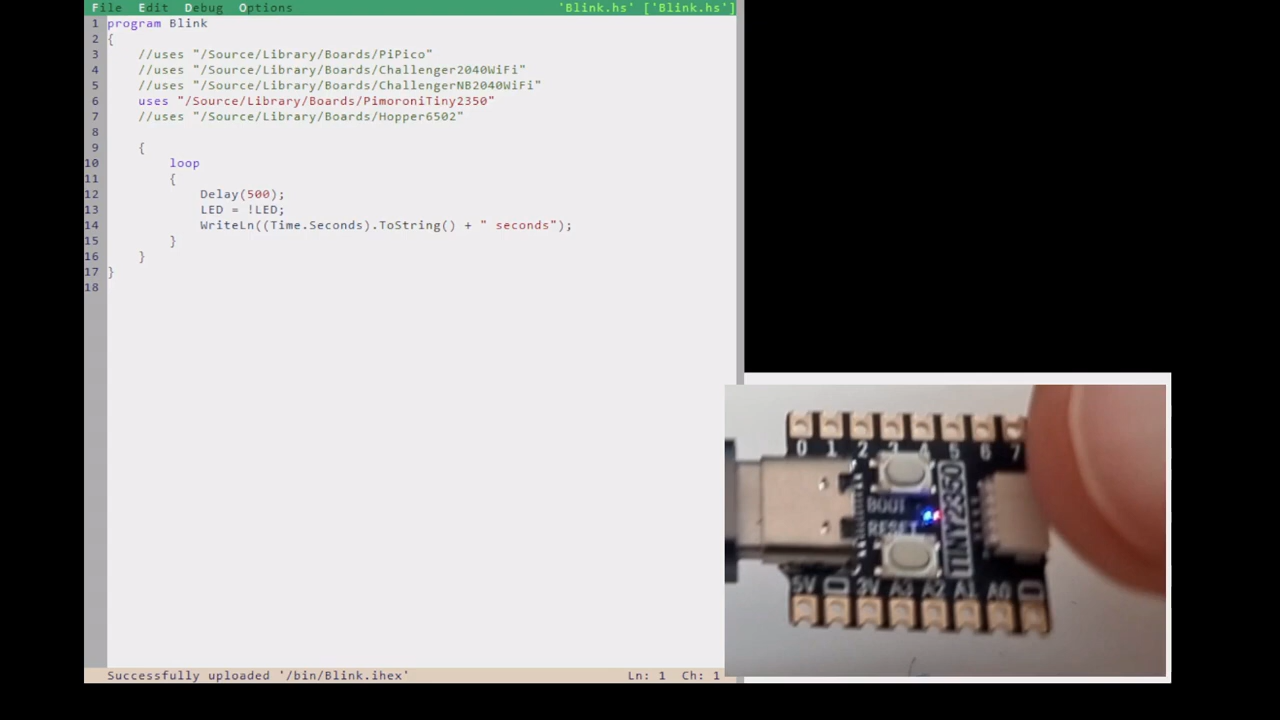 File Edit Debug Options 'Blink.hs' ['Blink.hs']
1 program Blink
2 {
3 //uses "/Source/Library/Boards/PiPico"
4 //uses "/Source/Library/Boards/Challenger2040WiFi"
5 //uses "/Source/Library/Boards/ChallengerNB2040WiFi"
6 uses "/Source/Library/Boards/PimoroniTiny2350"
7 //uses "/Source/Library/Boards/Hopper6502"
8
9 {
10 loop
11 {
12 Delay(500);
13 LED = !LED;
14 WriteLn((Time.Seconds).ToString() + " seconds");
15 }
16 }
17 }
18
0 1 2 3 4 5 6 7
BOOT
RESET
TINY2350
5V 3V A3 A2 A1 A0
Successfully uploaded '/bin/Blink.ihex' Ln: 1 Ch: 1